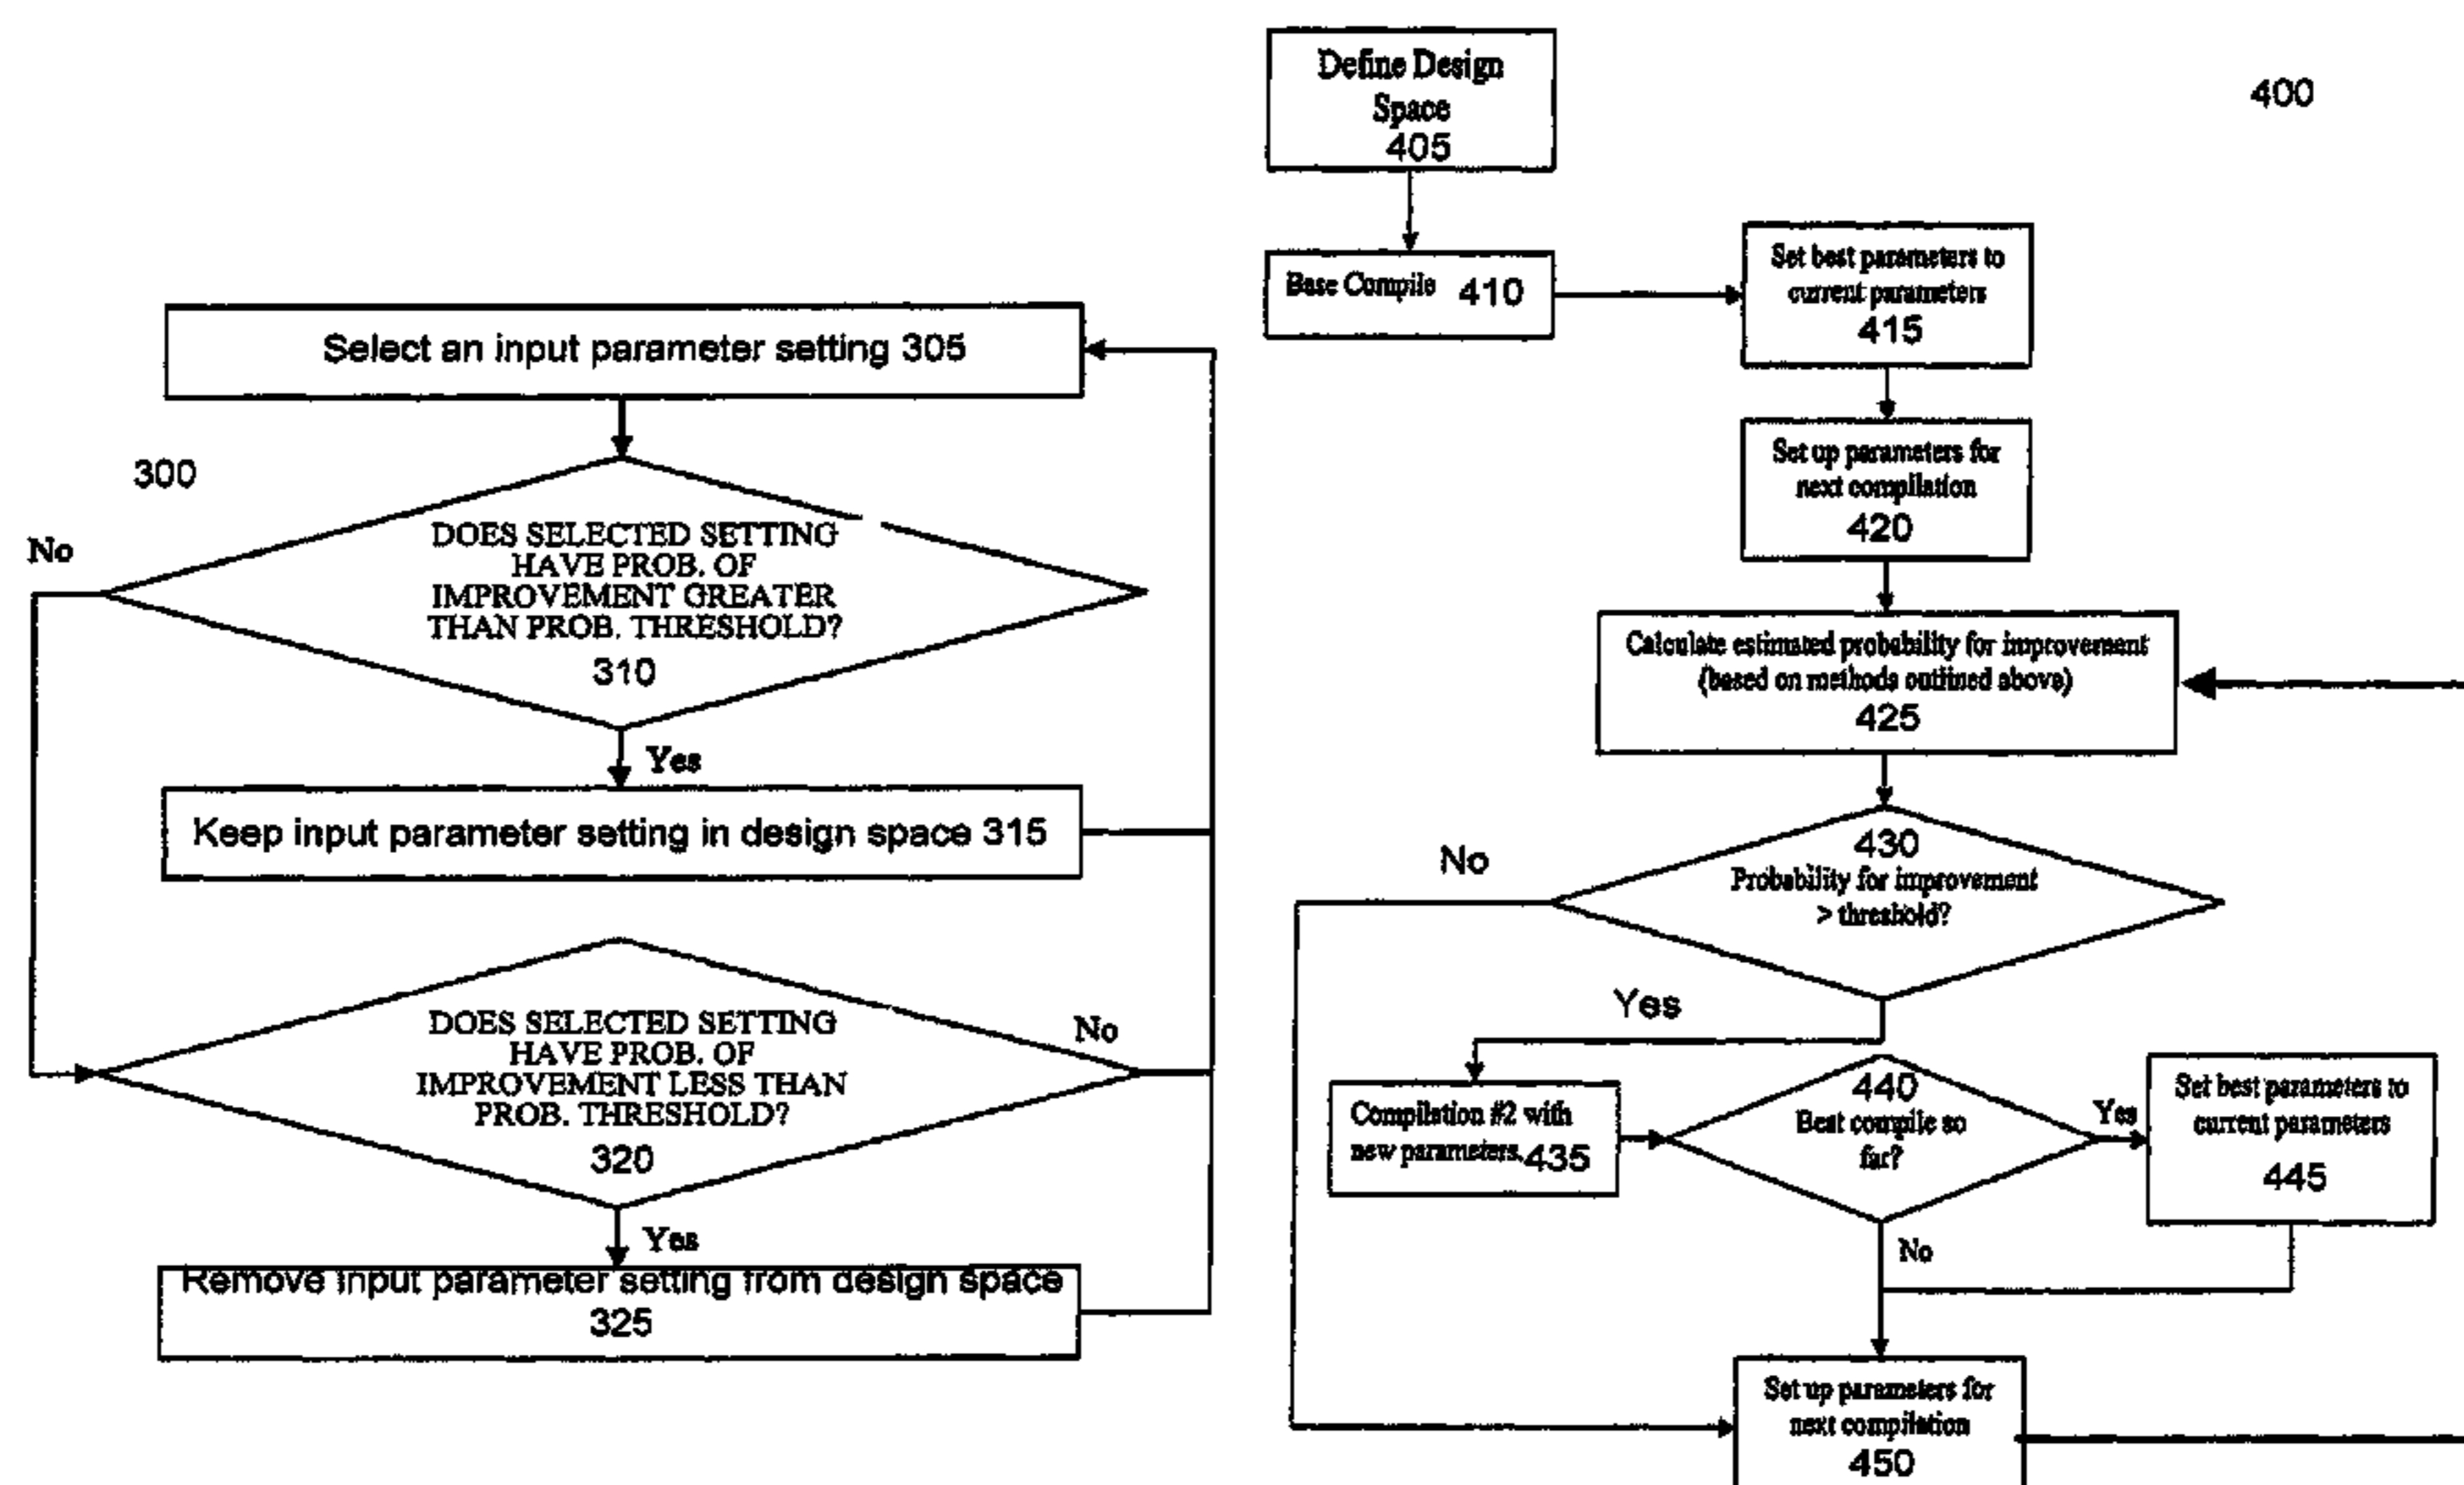 Select an input parameter setting 305
300
No
DOES SELECTED SETTING
HAVE PROB. OF
IMPROVEMENT GREATER
THAN PROB. THRESHOLD?
310
Yes
Keep input parameter setting in design space 315
DOES SELECTED SETTING
HAVE PROB. OF
IMPROVEMENT LESS THAN
PROB. THRESHOLD?
320
No
Yes
Remove input parameter setting from design space
325
400
Define Design
Space
405
Base Compile 410
Set best parameters to
current parameters
415
Set up parameters for
next compilation
420
Calculate estimated probability for improvement
(based on methods outlined above)
425
430
Probability for improvement
> threshold?
No
Yes
Compilation #2 with
new parameters. 435
440
Best compile so
far?
Yes
No
Set best parameters to
current parameters
445
Set up parameters for
next compilation
450